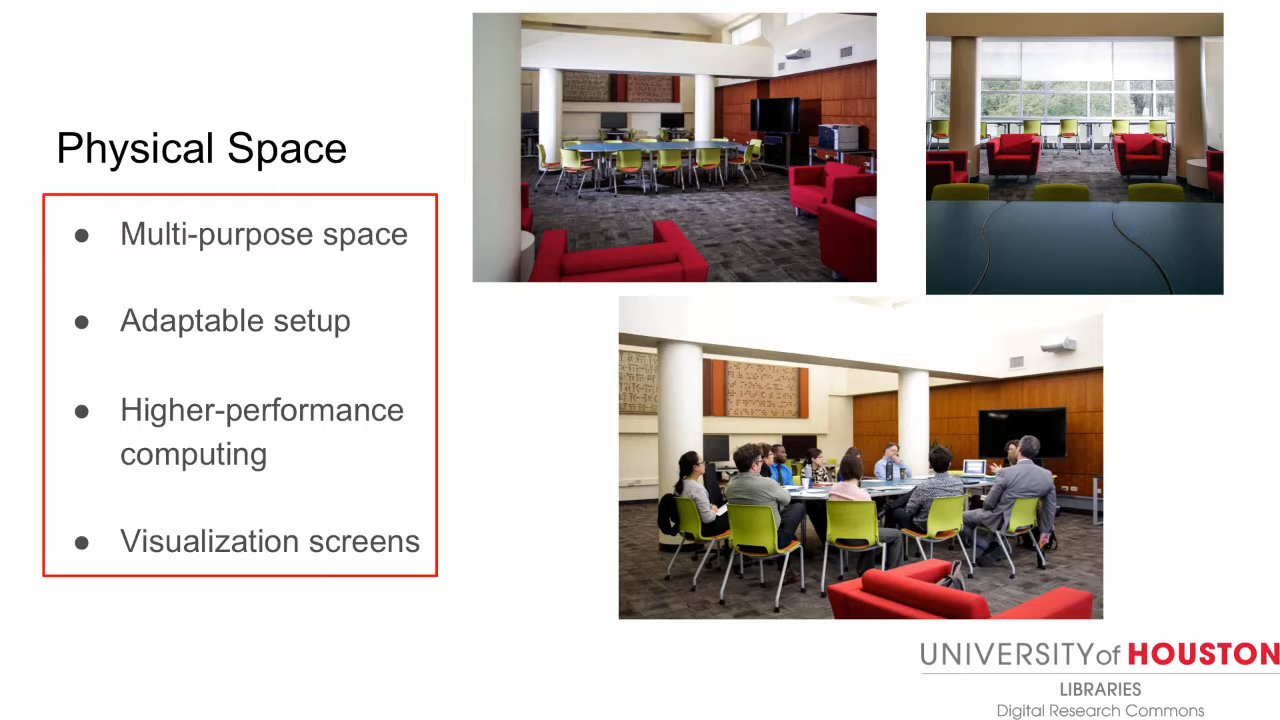 Physical Space
● Multi-purpose space
● Adaptable setup
● Higher-performance
computing
● Visualization screens
UNIVERSITY of HOUSTON
LIBRARIES
Digital Research Commons